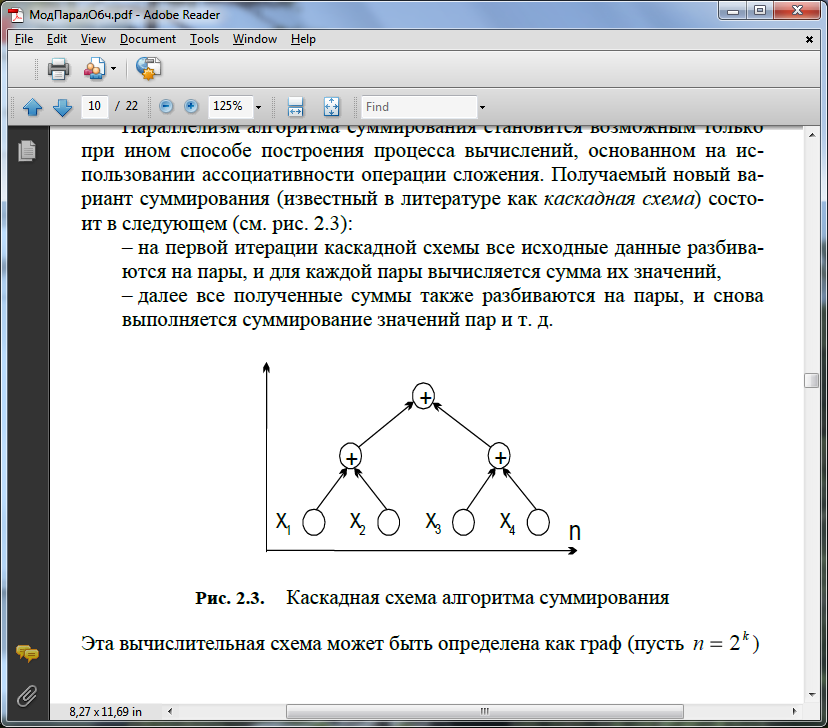 МодПаралОбч.pdf - Adobe Reader
File Edit View Document Tools Window Help
10 / 22 125% Find
Параллелизм алгоритма суммирования становится возможным только
при ином способе построения процесса вычислений, основанном на ис-
пользовании ассоциативности операции сложения. Получаемый новый ва-
риант суммирования (известный в литературе как каскадная схема) состо-
ит в следующем (см. рис. 2.3):
– на первой итерации каскадной схемы все исходные данные разбива-
ются на пары, и для каждой пары вычисляется сумма их значений,
– далее все полученные суммы также разбиваются на пары, и снова
выполняется суммирование значений пар и т. д.
+
+ +
X1 X2 X3 X4 n
Рис. 2.3. Каскадная схема алгоритма суммирования
Эта вычислительная схема может быть определена как граф (пусть n = 2^k)
8,27 x 11,69 in